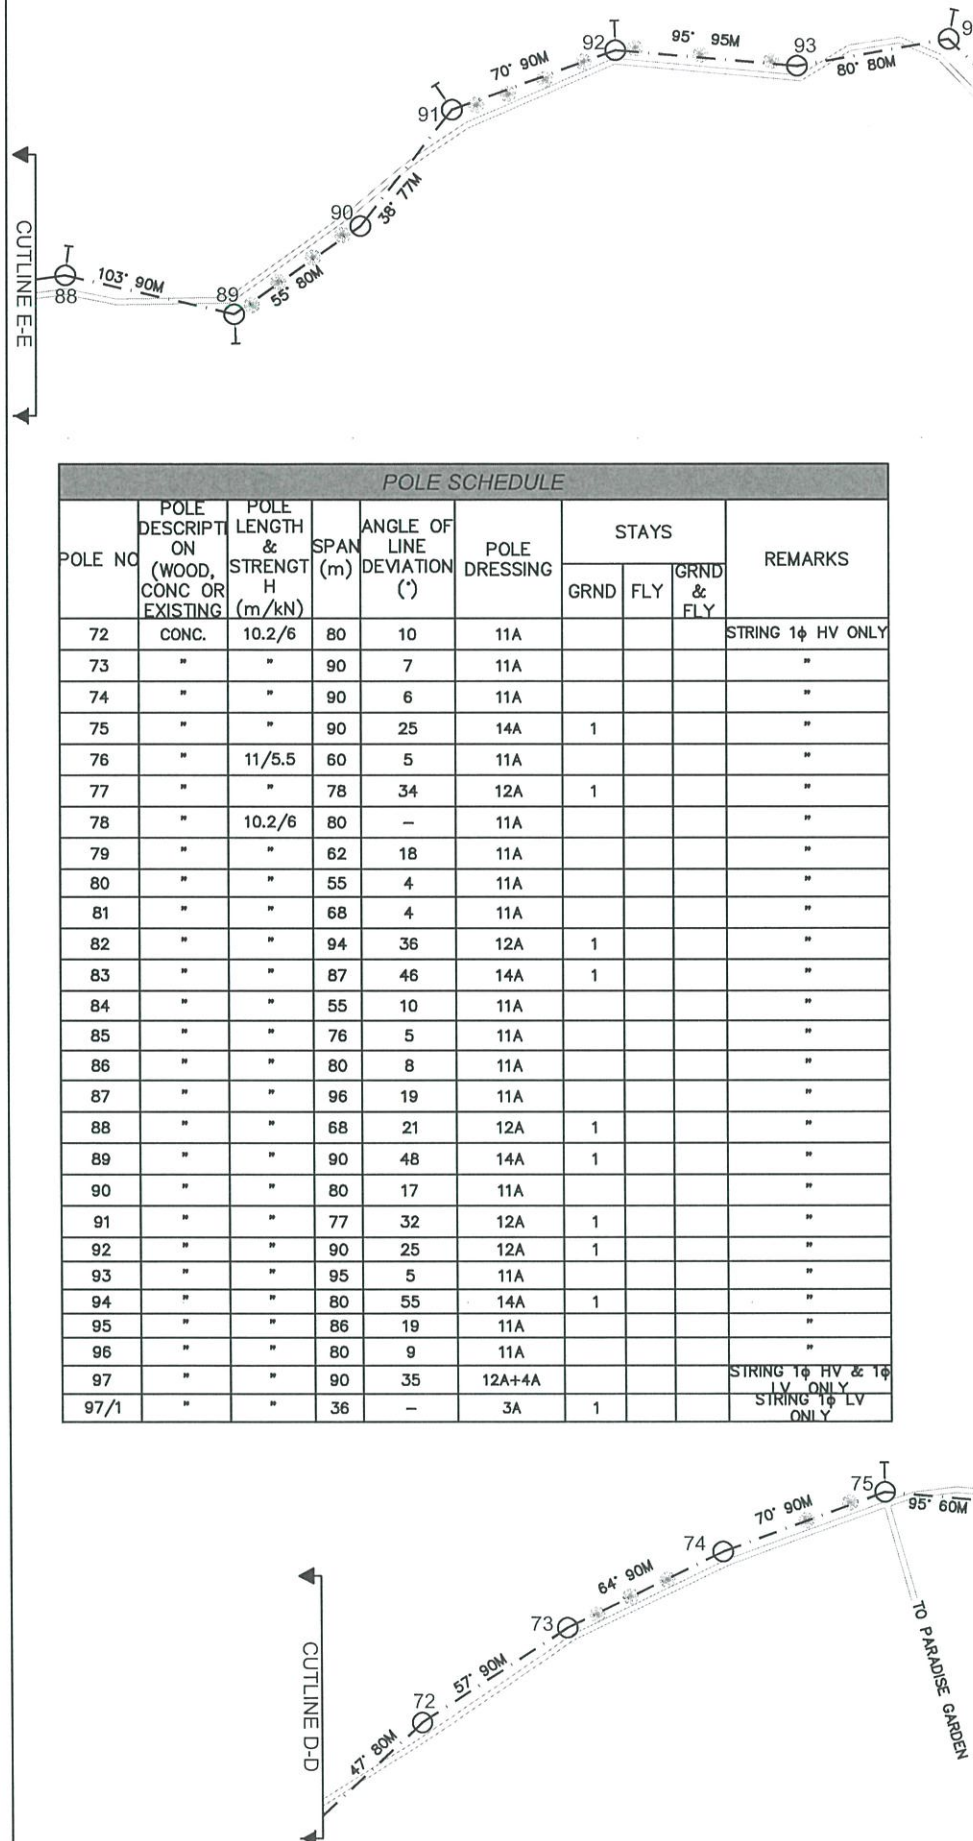 T
92
95° 95M
93
T
9
80° 80M
70° 90M
T
91
90
38° 77M
55° 80M
CUTLINE E-E
T
88
103° 90M
89
T
POLE SCHEDULE
POLE NO
POLE DESCRIPTI ON (WOOD, CONC OR EXISTING
POLE LENGTH & STRENGT H (m/kN)
SPAN (m)
ANGLE OF LINE DEVIATION (°)
POLE DRESSING
STAYS
GRND FLY GRND & FLY
REMARKS
72 CONC. 10.2/6 80 10 11A STRING 1ϕ HV ONLY
73 " " 90 7 11A "
74 " " 90 6 11A "
75 " " 90 25 14A 1 "
76 " 11/5.5 60 5 11A "
77 " " 78 34 12A 1 "
78 " 10.2/6 80 – 11A "
79 " " 62 18 11A "
80 " " 55 4 11A "
81 " " 68 4 11A "
82 " " 94 36 12A 1 "
83 " " 87 46 14A 1 "
84 " " 55 10 11A "
85 " " 76 5 11A "
86 " " 80 8 11A "
87 " " 96 19 11A "
88 " " 68 21 12A 1 "
89 " " 90 48 14A 1 "
90 " " 80 17 11A "
91 " " 77 32 12A 1 "
92 " " 90 25 12A 1 "
93 " " 95 5 11A "
94 " " 80 55 14A 1 "
95 " " 86 19 11A "
96 " " 80 9 11A "
97 " " 90 35 12A+4A STRING 1ϕ HV & 1ϕ LV ONLY
97/1 " " 36 – 3A 1 STRING 1ϕ LV ONLY
T
75
95° 60M
70° 90M
74
64° 90M
73
57° 90M
72
47° 80M
CUTLINE D-D
TO PARADISE GARDEN